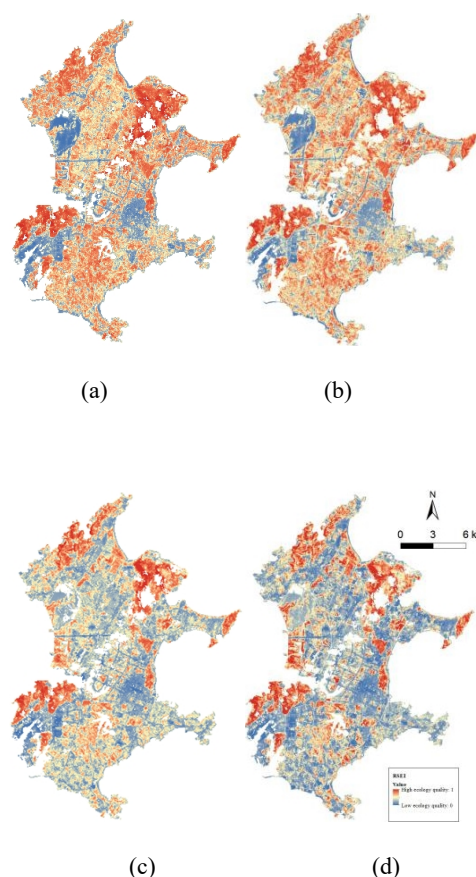 (a)
(b)
(c)
(d)
N
0 3 6 k
RSEI
Value
High ecology quality: 1
Low ecology quality: 0